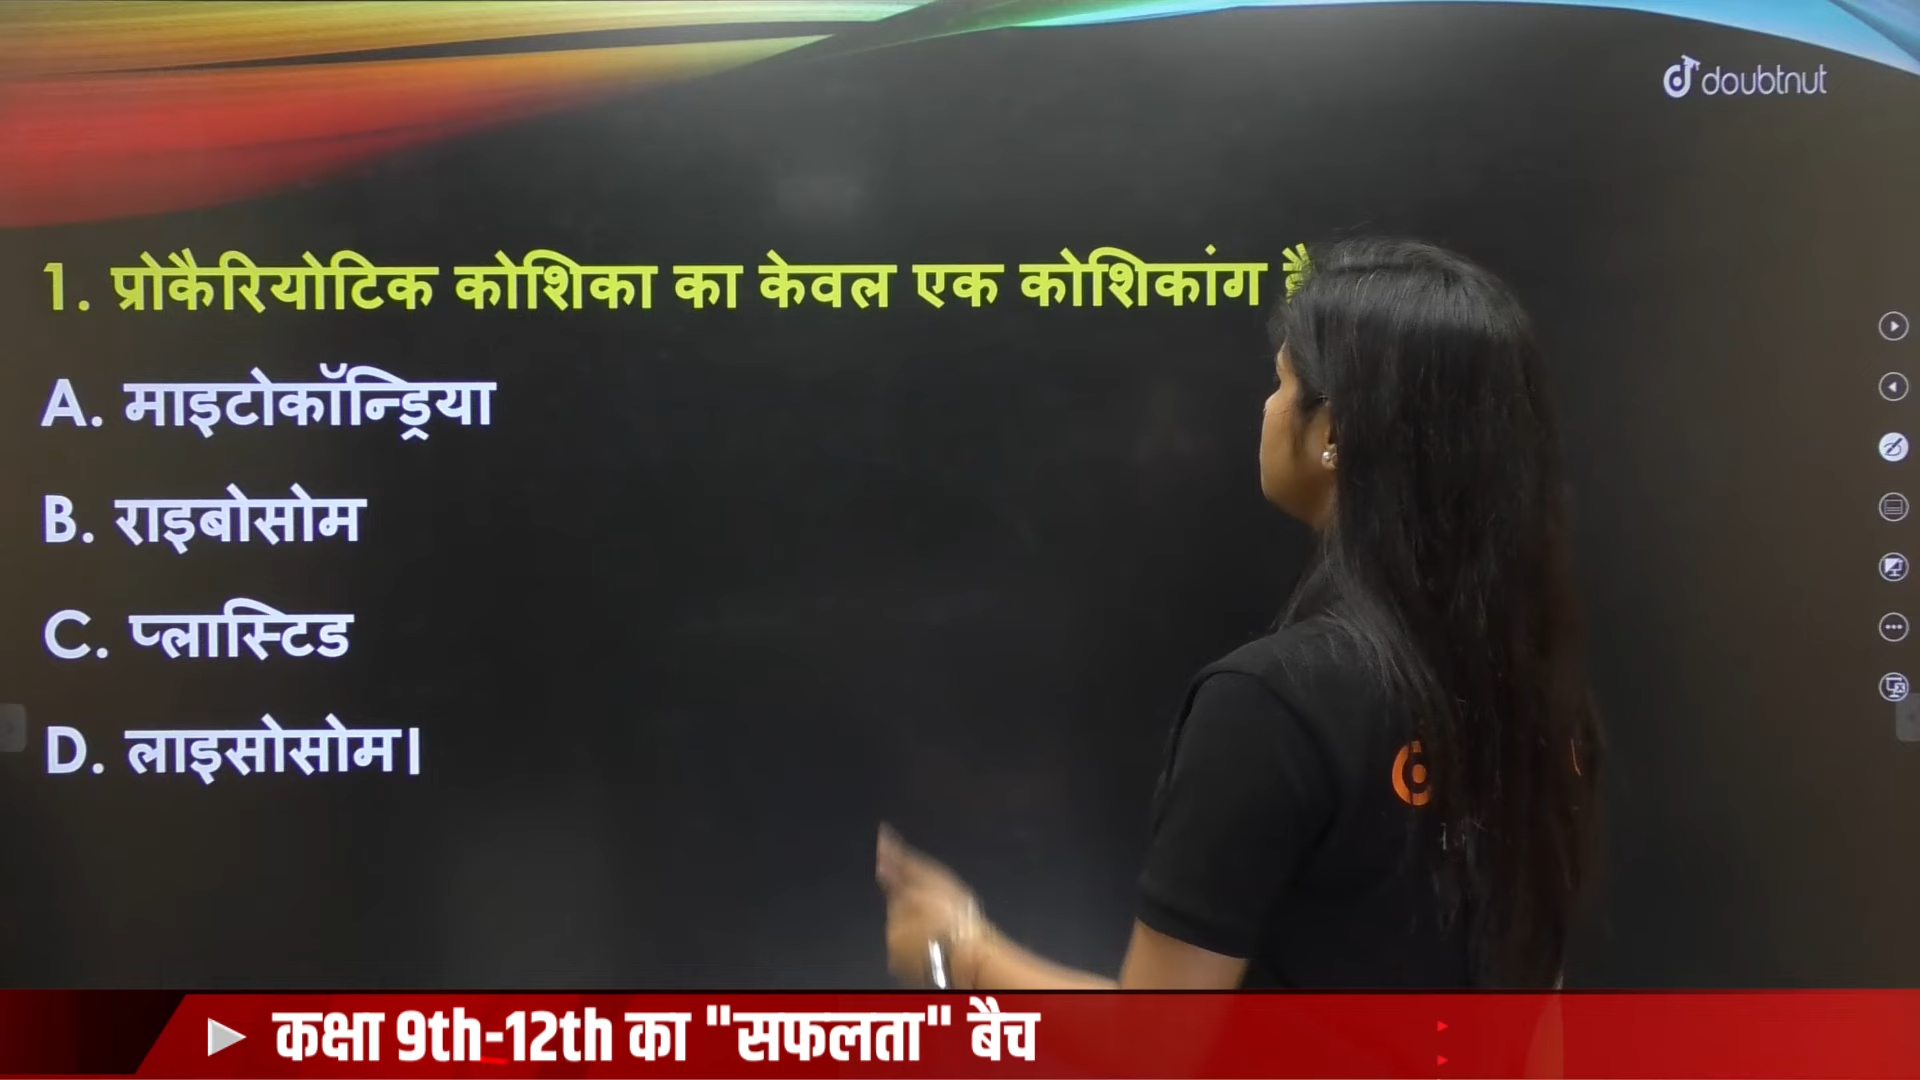 doubtnut
1. प्रोकैरियोटिक कोशिका का केवल एक कोशिकांग है
A. माइटोकॉन्ड्रिया
B. राइबोसोम
C. प्लास्टिड
D. लाइसोसोम।
कक्षा 9th-12th का "सफलता" बैच